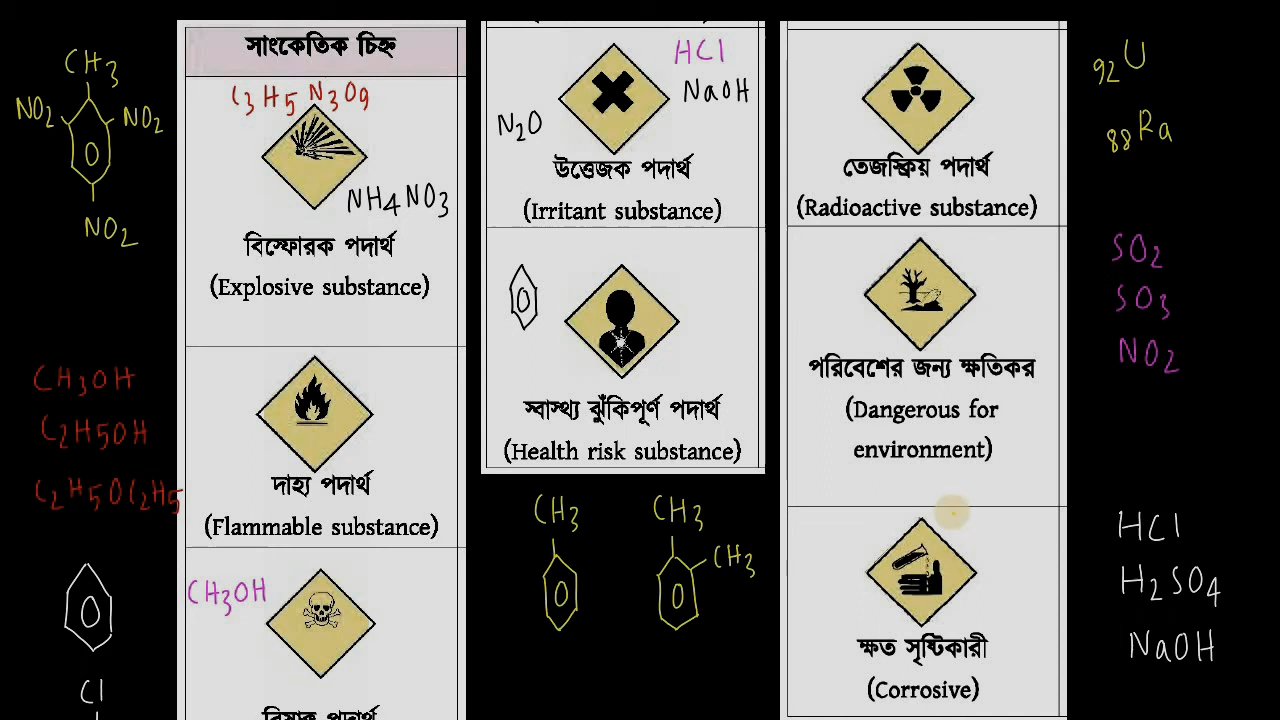 CH3
NO2
NO2
NO2
CH3OH
C2H5OH
C2H5OC2H5
Cl
সাংকেতিক চিহ্ন
C3H5N3O9
NH4NO3
বিস্ফোরক পদার্থ
(Explosive substance)
দাহ্য পদার্থ
(Flammable substance)
CH3OH
HCl
NaOH
N2O
উত্তেজক পদার্থ
(Irritant substance)
স্বাস্থ্য ঝুঁকিপূর্ণ পদার্থ
(Health risk substance)
CH3
CH3
CH3
তেজস্ক্রিয় পদার্থ
(Radioactive substance)
পরিবেশের জন্য ক্ষতিকর
(Dangerous for
environment)
ক্ষত সৃষ্টিকারী
(Corrosive)
92U
88Ra
SO2
SO3
NO2
HCl
H2SO4
NaOH